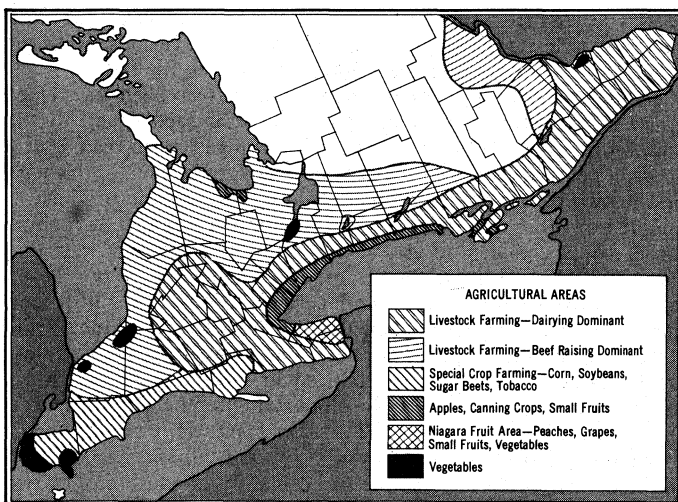 AGRICULTURAL AREAS
Livestock Farming—Dairying Dominant
Livestock Farming—Beef Raising Dominant
Special Crop Farming—Corn, Soybeans,
Sugar Beets, Tobacco
Apples, Canning Crops, Small Fruits
Niagara Fruit Area—Peaches, Grapes,
Small Fruits, Vegetables
Vegetables